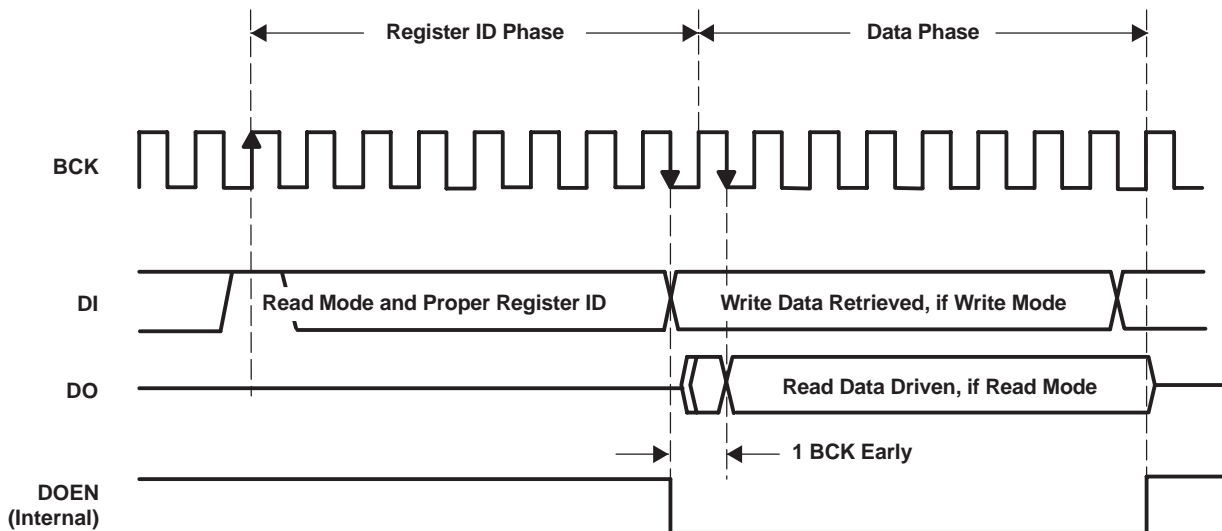 Register ID Phase
Data Phase
BCK
DI
Read Mode and Proper Register ID
Write Data Retrieved, if Write Mode
DO
Read Data Driven, if Read Mode
1 BCK Early
DOEN
(Internal)